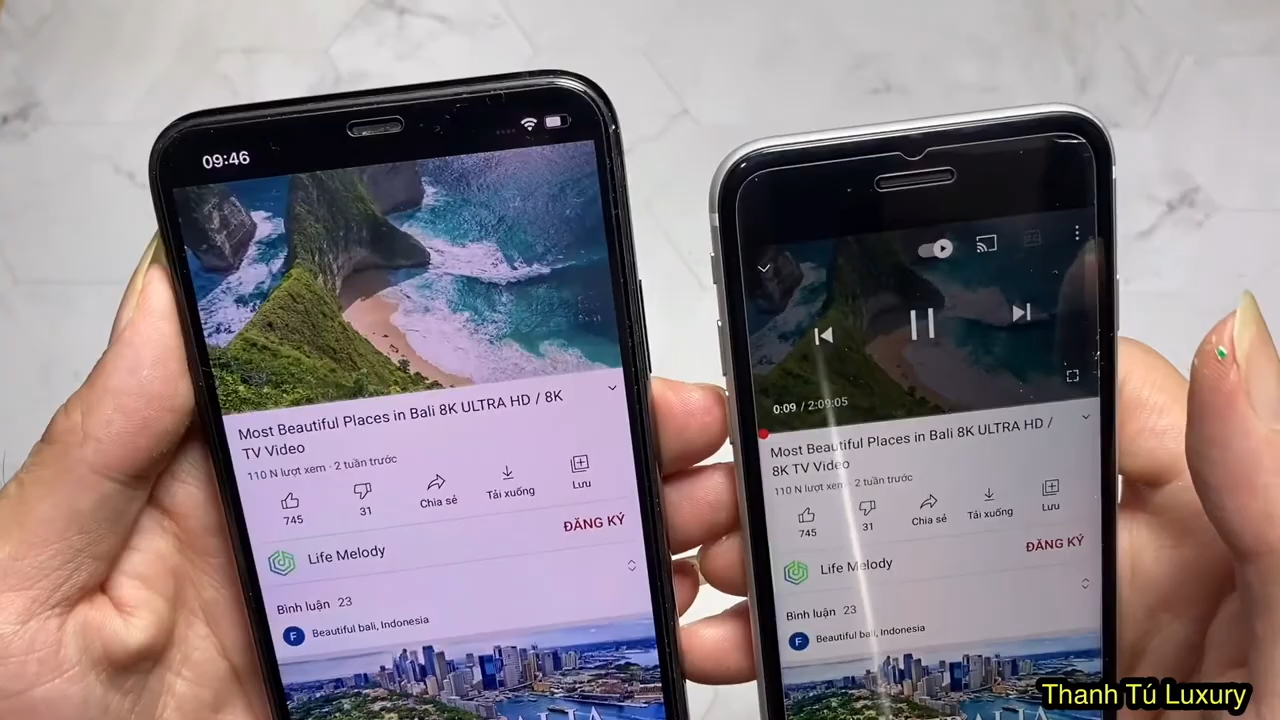 09:46
Most Beautiful Places in Bali 8K ULTRA HD / 8K
TV Video
110 N lượt xem · 2 tuần trước
745
31
Chia sẻ
Tải xuống
Lưu
Life Melody
ĐĂNG KÝ
Bình luận 23
F
Beautiful bali, Indonesia
0:09 / 2:09:05
Most Beautiful Places in Bali 8K ULTRA HD /
8K TV Video
110 N lượt xem · 2 tuần trước
745
31
Chia sẻ
Tải xuống
Lưu
Life Melody
ĐĂNG KÝ
Bình luận 23
F
Beautiful bali, Indonesia
Thanh Tú Luxury